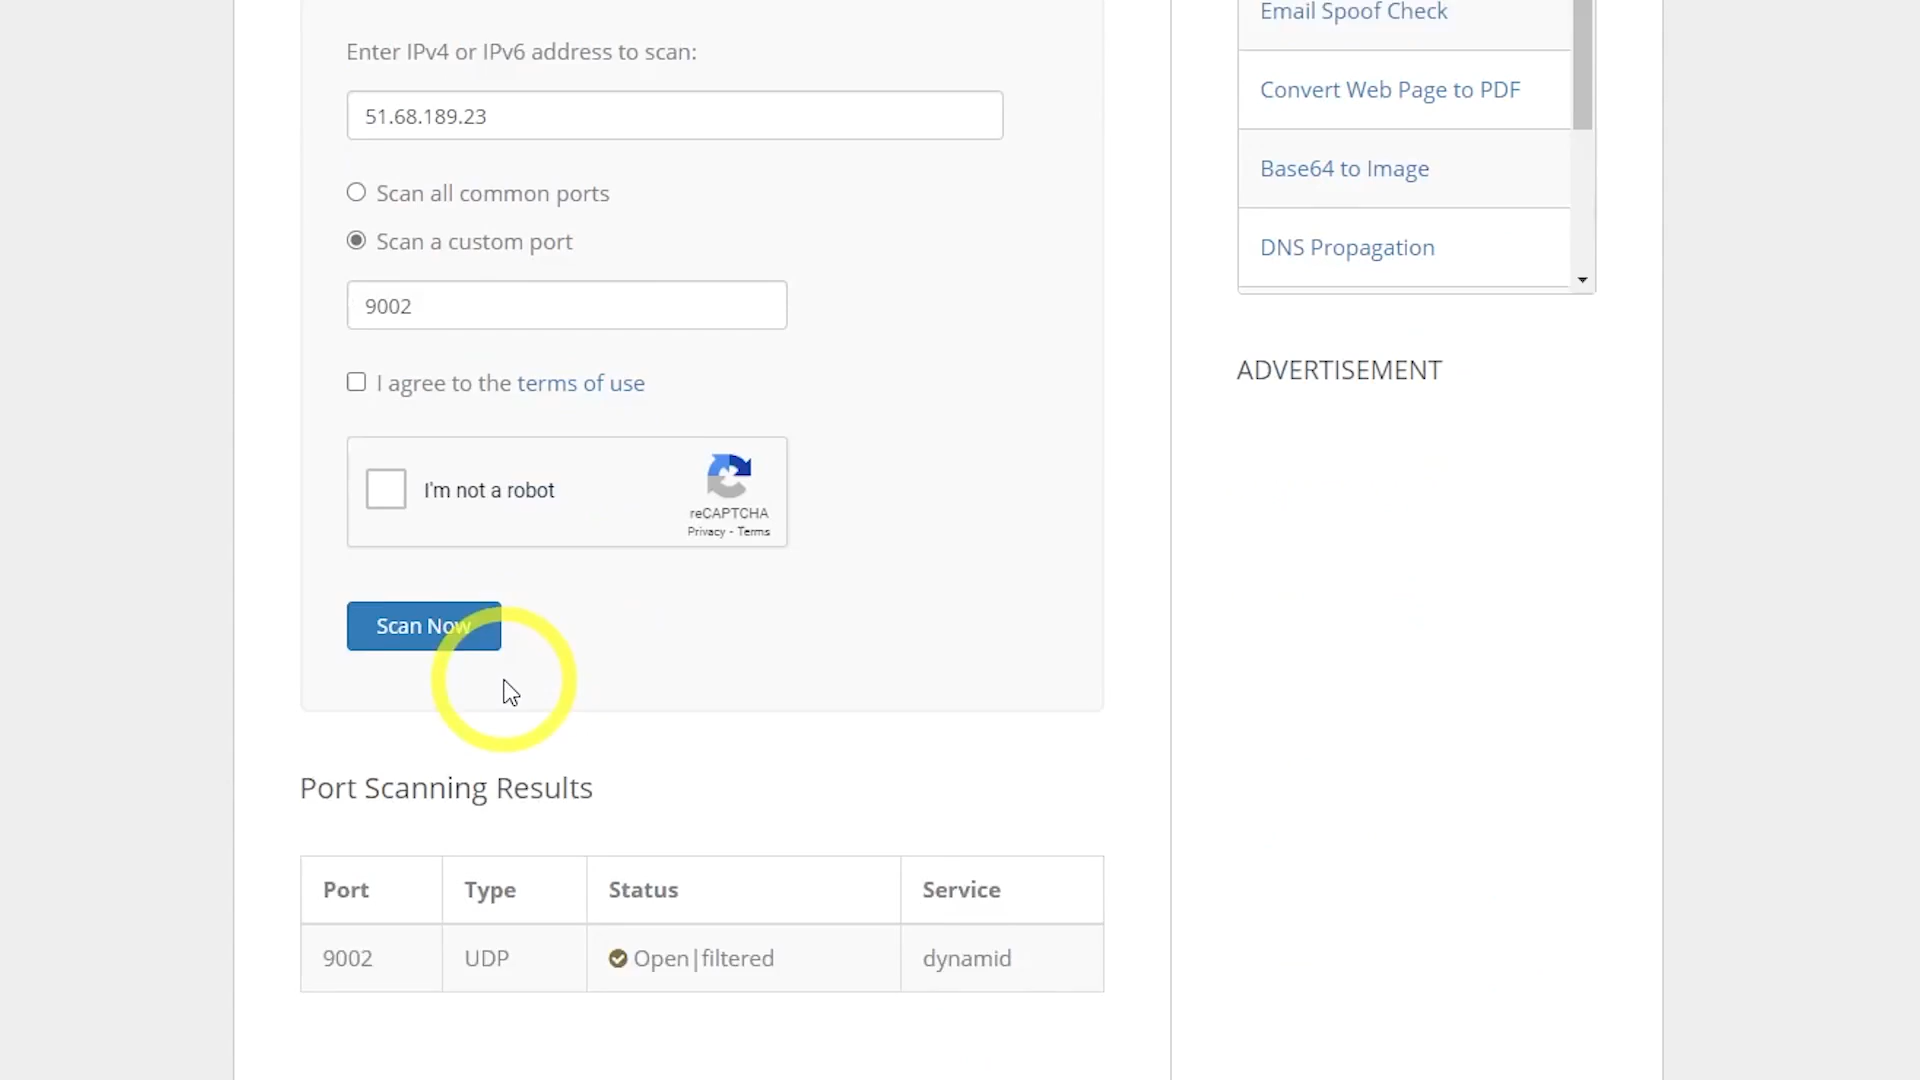 Enter IPv4 or IPv6 address to scan:
51.68.189.23
Scan all common ports
Scan a custom port
9002
I agree to the terms of use
I'm not a robot
reCAPTCHA
Privacy - Terms
Scan Now
Port Scanning Results
Port Type Status Service
9002 UDP Open|filtered dynamid
Email Spoof Check
Convert Web Page to PDF
Base64 to Image
DNS Propagation
ADVERTISEMENT